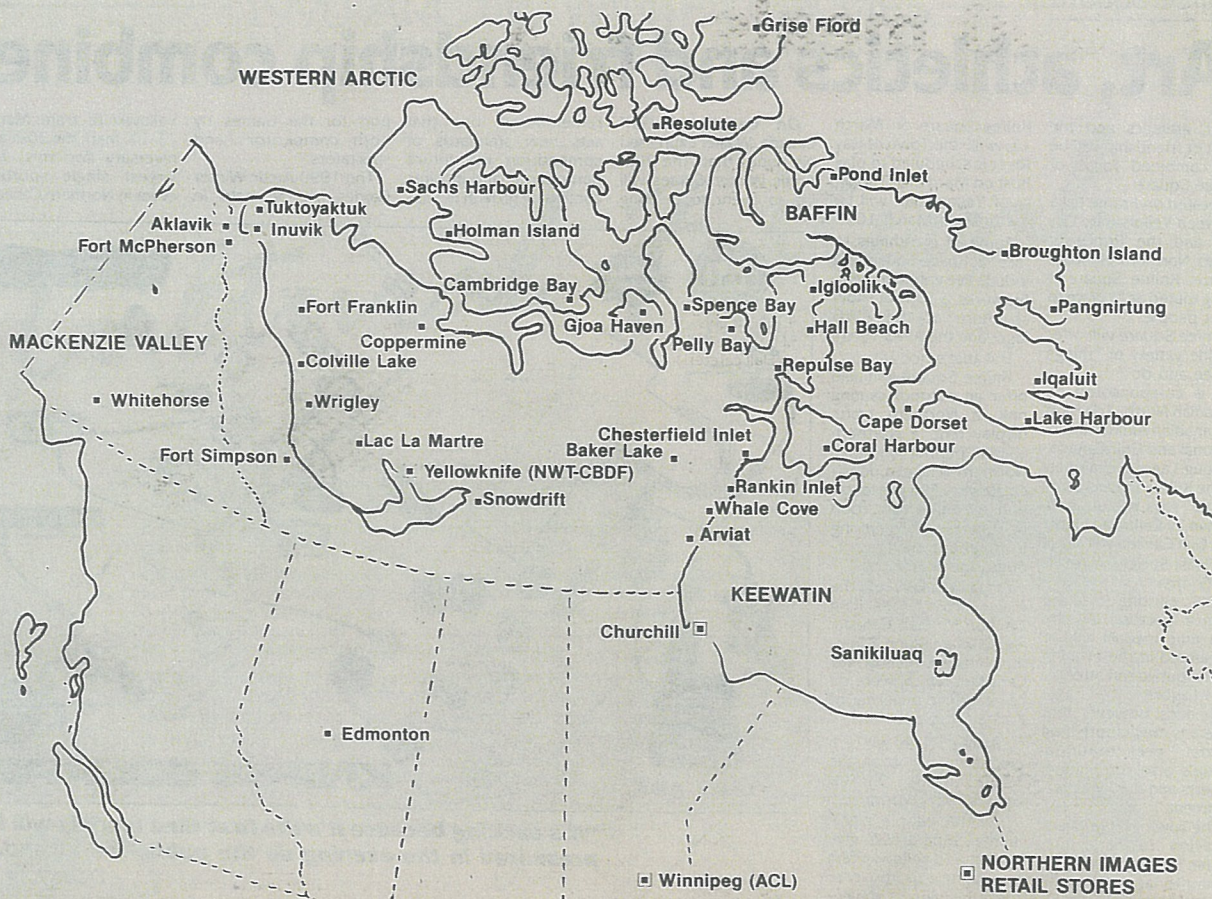 Grise Fiord
WESTERN ARCTIC
Resolute
Pond Inlet
Sachs Harbour
Tuktoyaktuk
BAFFIN
Aklavik
Inuvik
Holman Island
Fort McPherson
Broughton Island
Cambridge Bay
Igloolik
Fort Franklin
Spence Bay
Pangnirtung
Gjoa Haven
Hall Beach
Coppermine
MACKENZIE VALLEY
Pelly Bay
Colville Lake
Repulse Bay
Iqaluit
Whitehorse
Wrigley
Cape Dorset
Lake Harbour
Lac La Martre
Chesterfield Inlet
Coral Harbour
Fort Simpson
Baker Lake
Yellowknife (NWT-CBDF)
Rankin Inlet
Snowdrift
Whale Cove
Arviat
KEEWATIN
Churchill
Sanikiluaq
Edmonton
Winnipeg (ACL)
NORTHERN IMAGES
RETAIL STORES